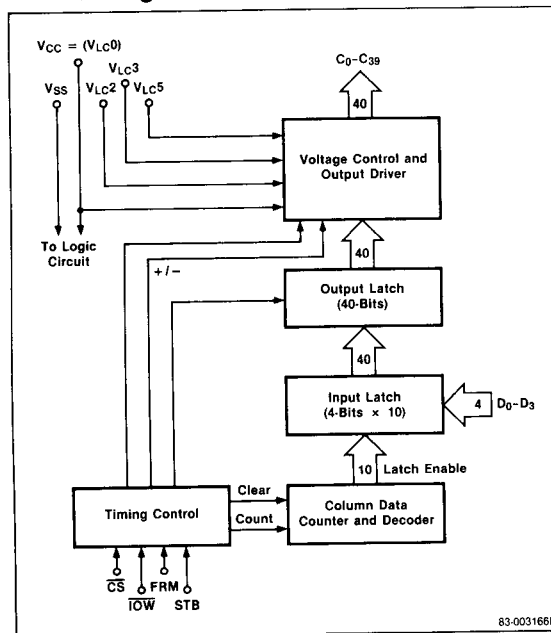 VCC = (VLC0)
VSS
VLC2
VLC3
VLC5
C0–C39
40
Voltage Control and
Output Driver
To Logic
Circuit
+/−
40
Output Latch
(40-Bits)
40
Input Latch
(4-Bits × 10)
4
D0–D3
10
Latch Enable
Clear
Timing Control
Count
Column Data
Counter and Decoder
CS
IOW
FRM
STB